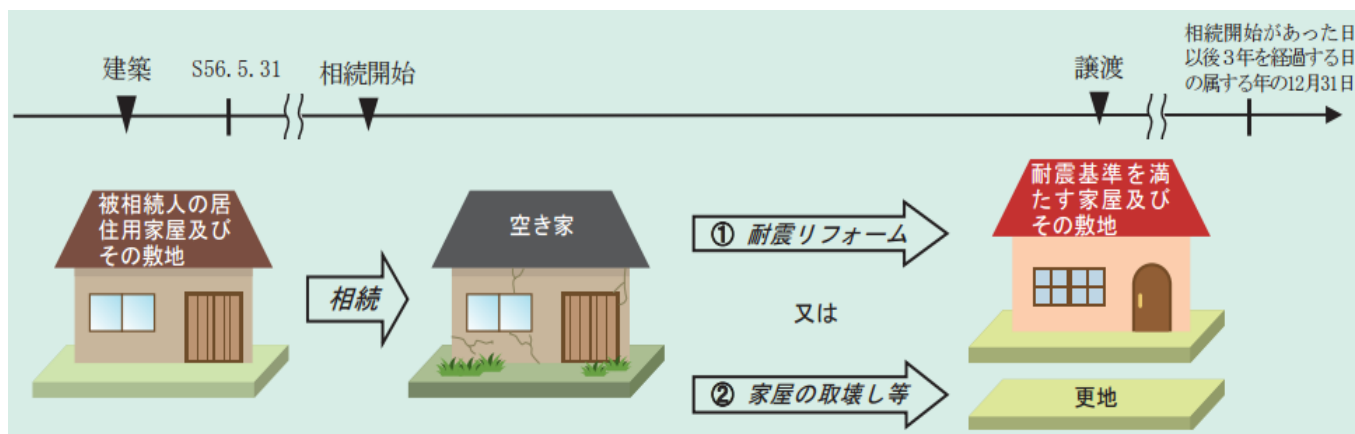 建築
S56.5.31
相続開始
譲渡
相続開始があった日
以後3年を経過する日
の属する年の12月31日
被相続人の居
住用家屋及び
その敷地
相続
空き家
① 耐震リフォーム
又は
② 家屋の取壊し等
耐震基準を満
たす家屋及び
その敷地
更地